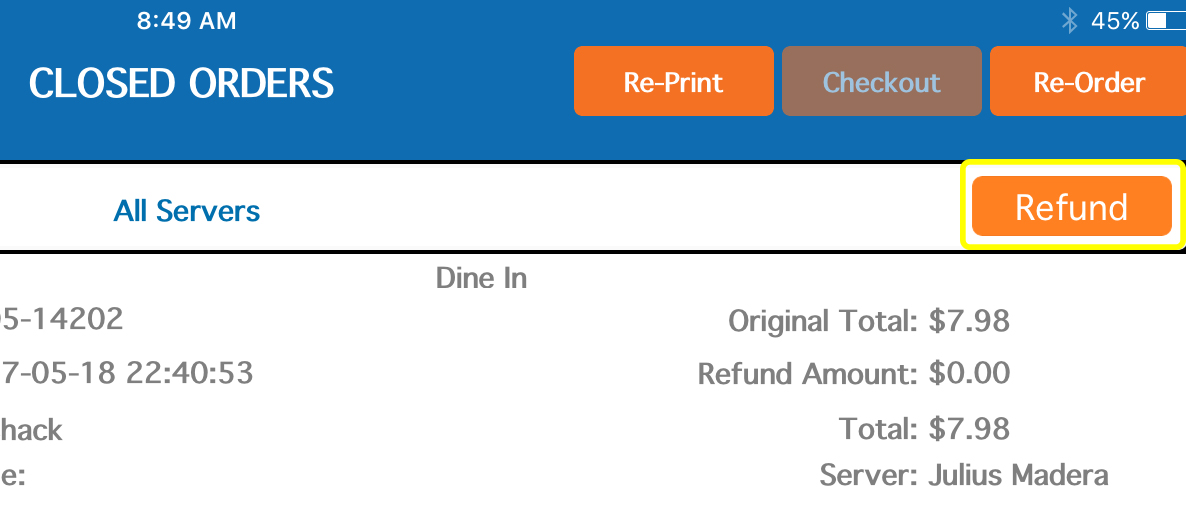 8:49 AM 45%
CLOSED ORDERS Re-Print Checkout Re-Order
All Servers Refund
Dine In
5-14202 Original Total: $7.98
7-05-18 22:40:53 Refund Amount: $0.00
hack Total: $7.98
e: Server: Julius Madera